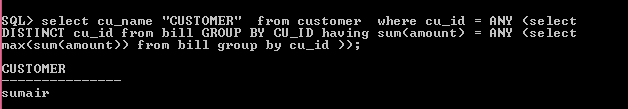 SQL> select cu_name "CUSTOMER"  from customer  where cu_id = ANY (select
DISTINCT cu_id from bill GROUP BY CU_ID having sum(amount) = ANY (select
max(sum(amount)) from bill group by cu_id ));
CUSTOMER
---------------
sumair